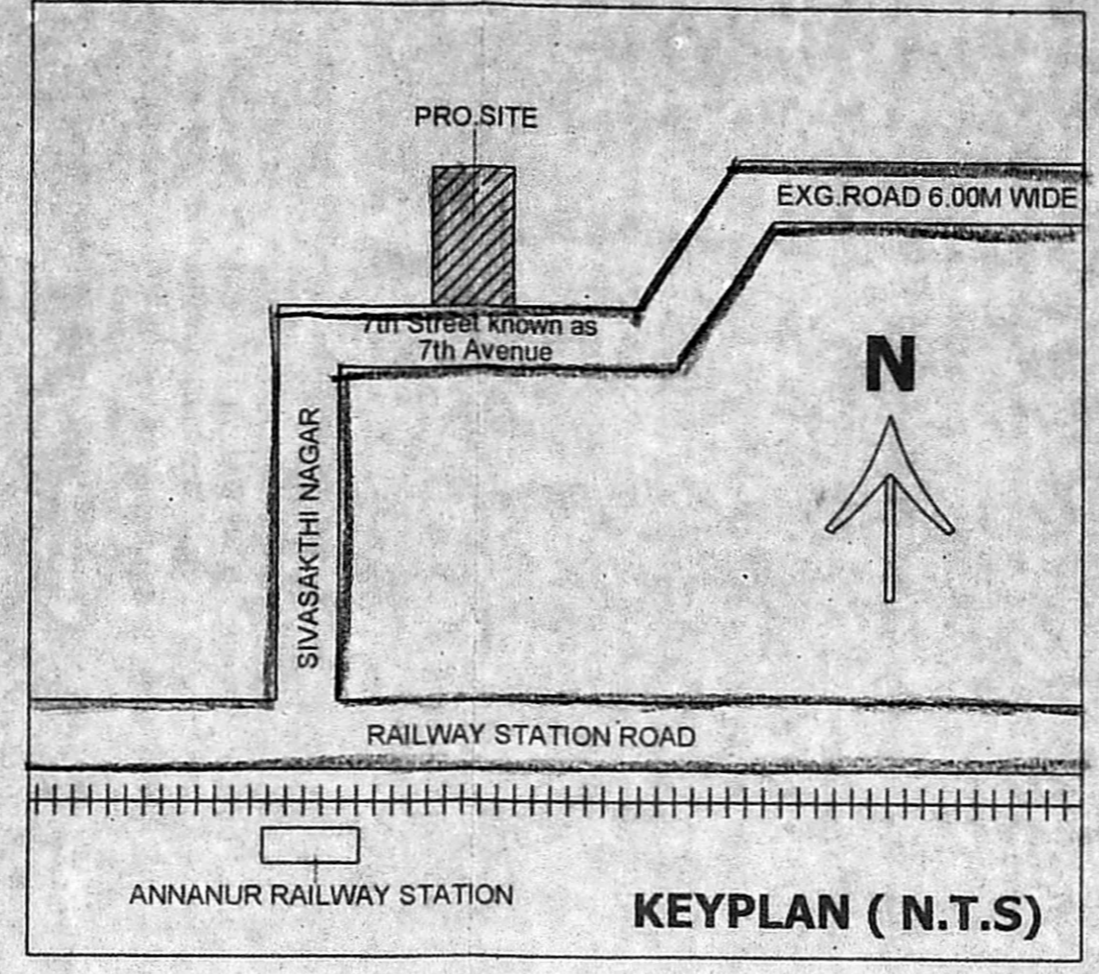 PRO.SITE
EXG.ROAD 6.00M WIDE
7th Street known as
7th Avenue
N
SIVASAKTHI NAGAR
RAILWAY STATION ROAD
ANNANUR RAILWAY STATION
KEYPLAN ( N.T.S)